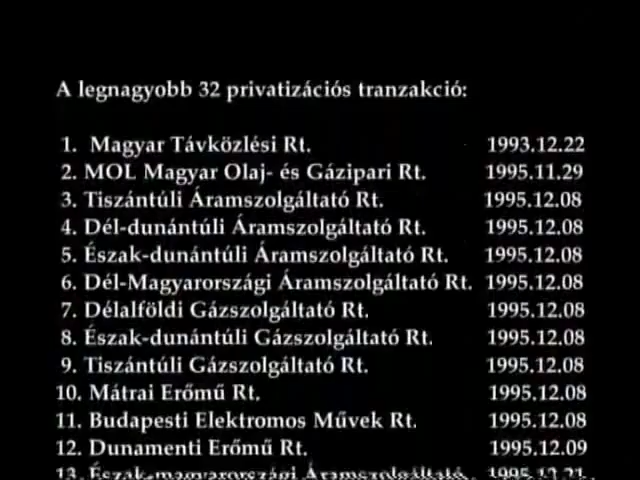 A legnagyobb 32 privatizációs tranzakció:
1. Magyar Távközlési Rt. 1993.12.22
2. MOL Magyar Olaj- és Gázipari Rt. 1995.11.29
3. Tiszántúli Áramszolgáltató Rt. 1995.12.08
4. Dél-dunántúli Áramszolgáltató Rt. 1995.12.08
5. Észak-dunántúli Áramszolgáltató Rt. 1995.12.08
6. Dél-Magyarországi Áramszolgáltató Rt. 1995.12.08
7. Délalföldi Gázszolgáltató Rt. 1995.12.08
8. Észak-dunántúli Gázszolgáltató Rt. 1995.12.08
9. Tiszántúli Gázszolgáltató Rt. 1995.12.08
10. Mátrai Erőmű Rt. 1995.12.08
11. Budapesti Elektromos Művek Rt. 1995.12.08
12. Dunamenti Erőmű Rt. 1995.12.09
13. Észak-magyarországi Áramszolgáltató